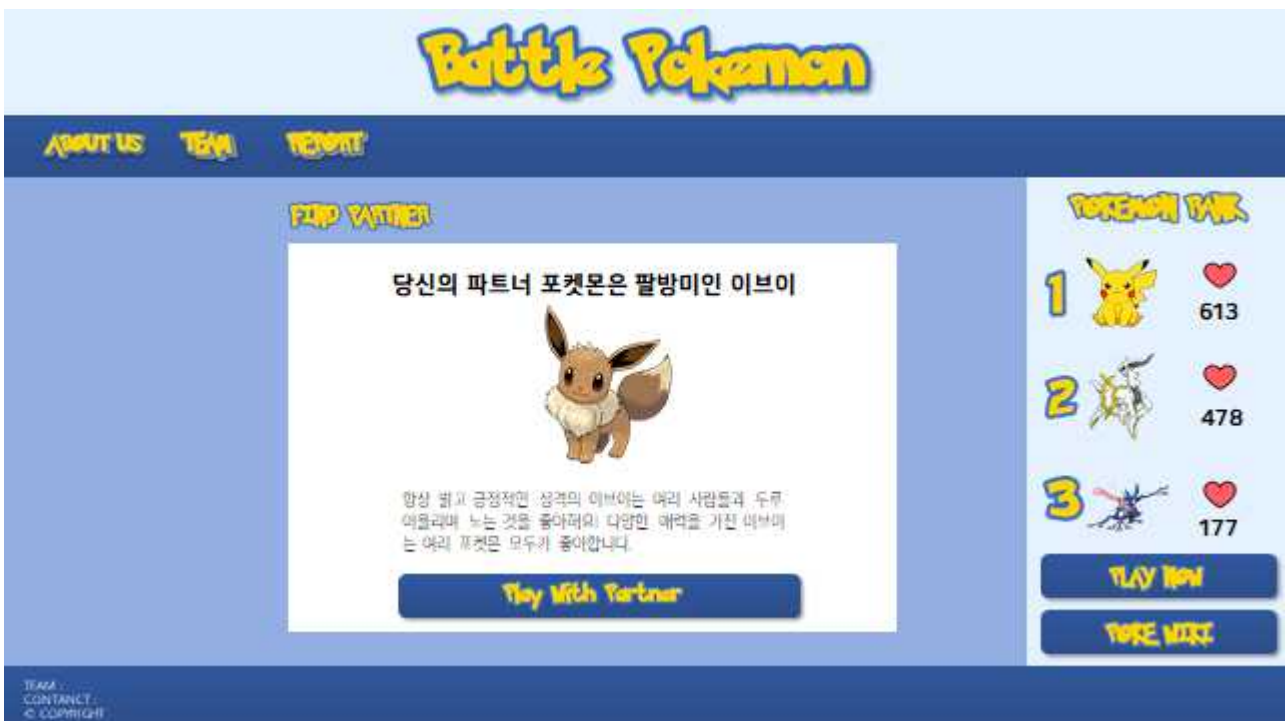 Battle Pokemon
ABOUT US TEAM REPORT
FIND PARTNER
당신의 파트너 포켓몬은 팔방미인 이브이
항상 밝고 긍정적인 성격의 이브이는 여러 사람들과 두루
어울리며 노는 것을 좋아해요! 다양한 매력을 가진 이브이
는 여러 포켓몬 모두가 좋아합니다.
Play With Partner
POKEMON RANK
1
613
2
478
3
177
PLAY NOW
MORE WIKI
TEAM :
CONTANCT :
© COPYRIGHT